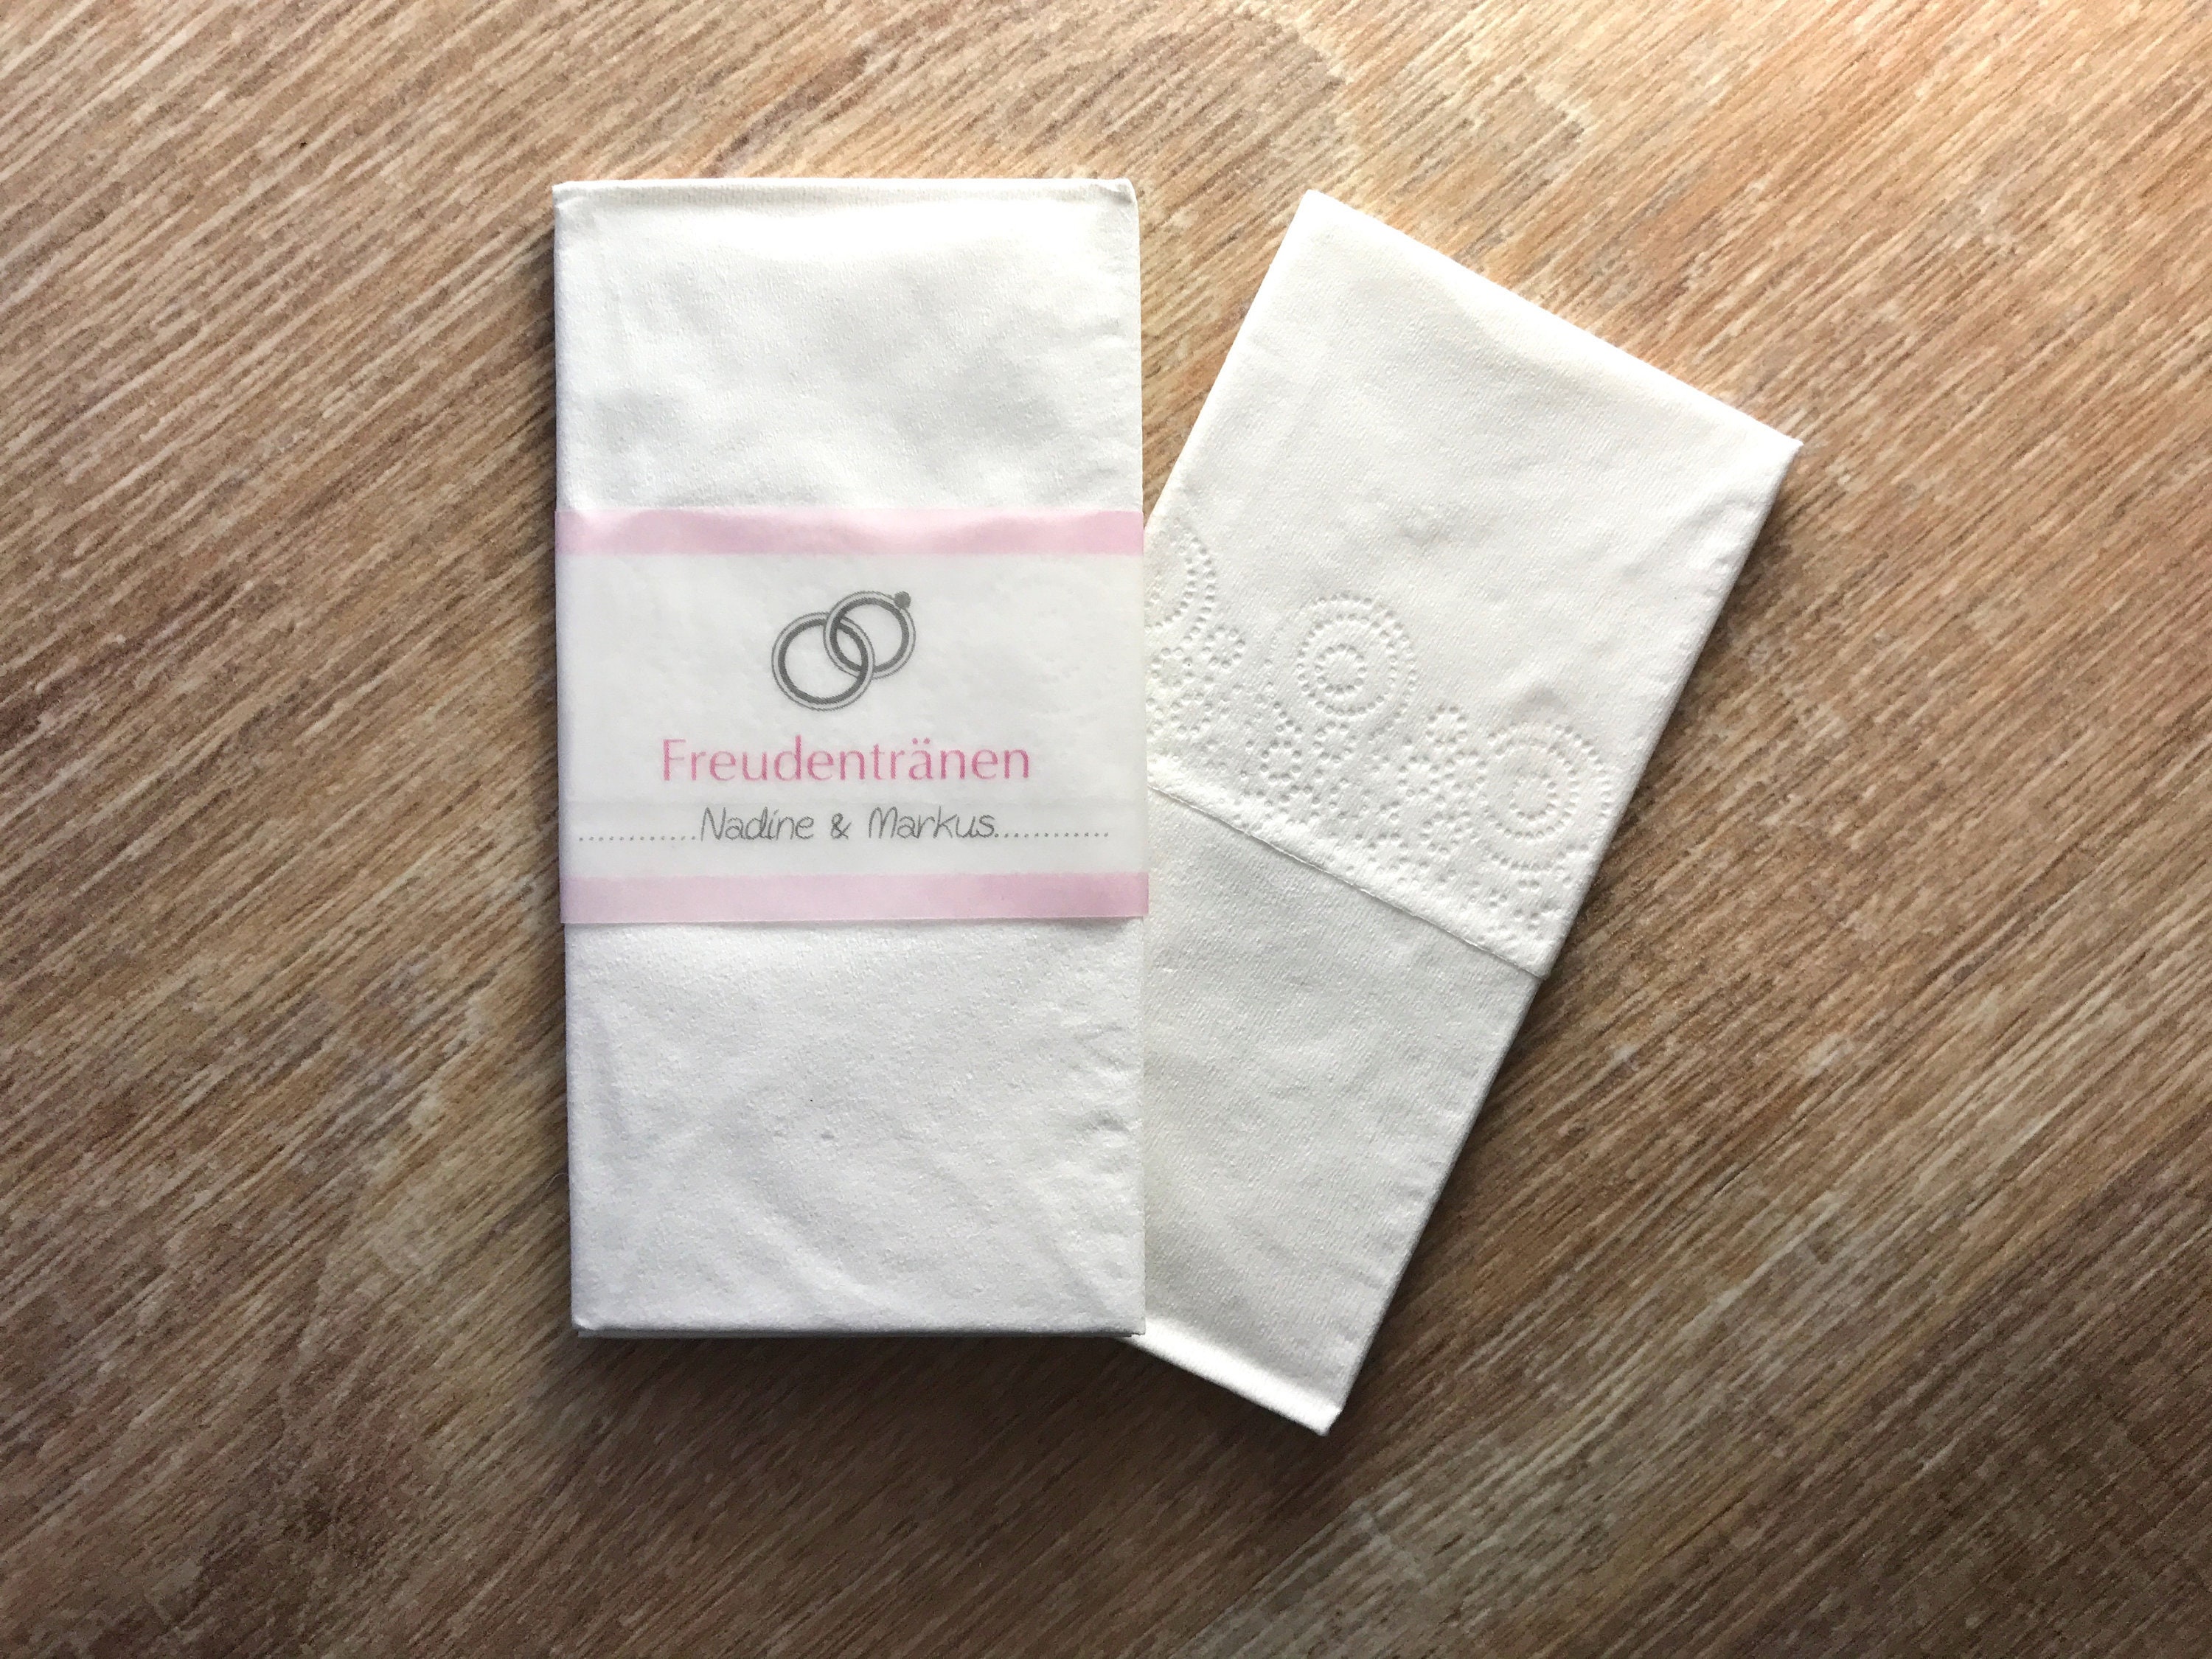 Freudentränen
............Nadine & Markus............